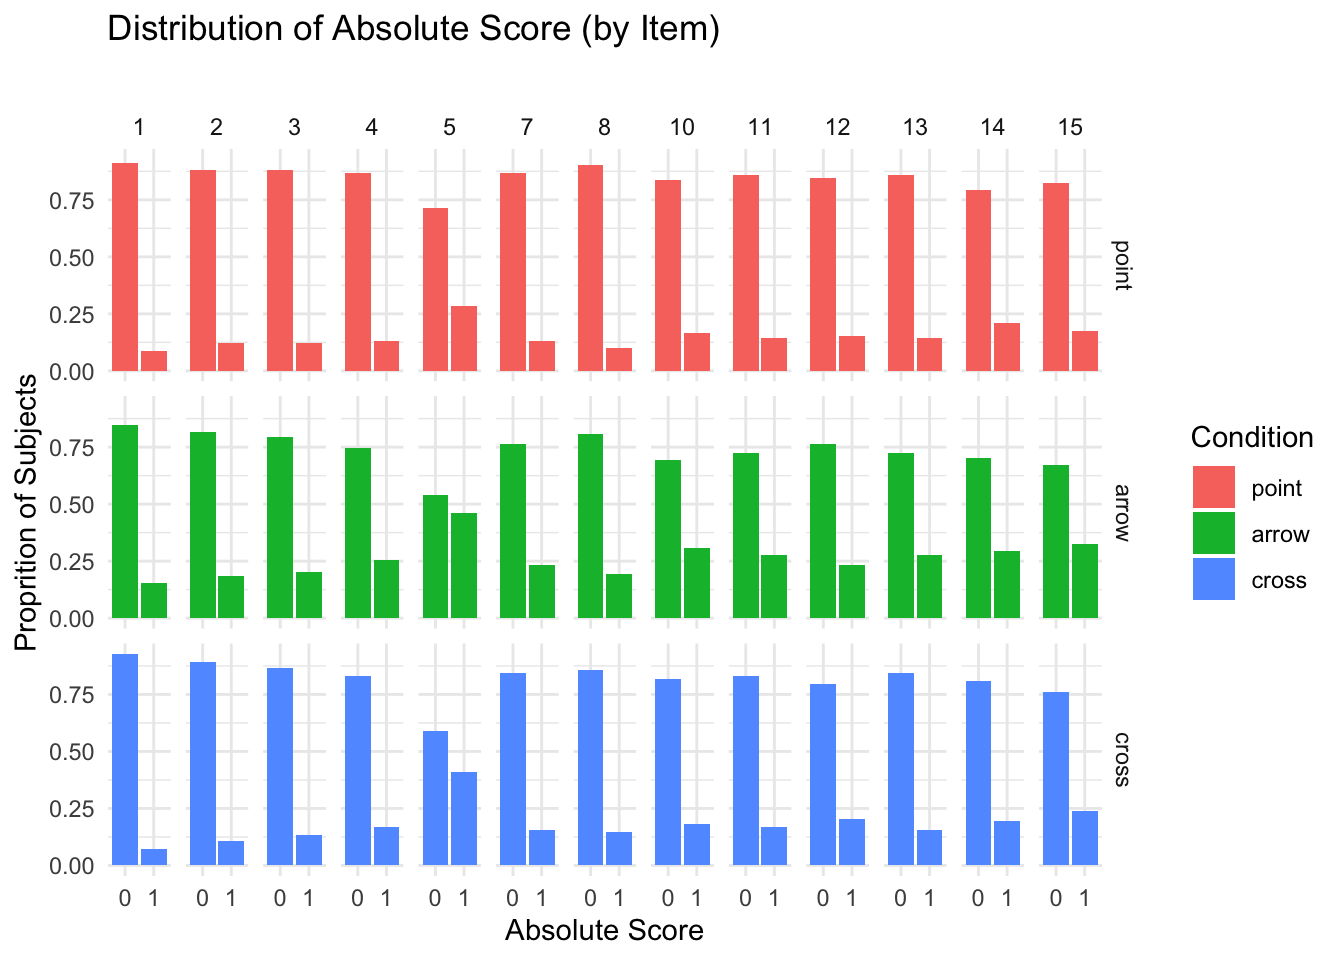 Distribution of Absolute Score (by Item)
1 2 3 4 5 7 8 10 11 12 13 14 15
0.75
0.50
0.25
0.00
point
0.75
0.50
0.25
0.00
arrow
0.75
0.50
0.25
0.00
cross
0 1 0 1 0 1 0 1 0 1 0 1 0 1 0 1 0 1 0 1 0 1 0 1 0 1
Absolute Score
Proprition of Subjects
Condition
point
arrow
cross